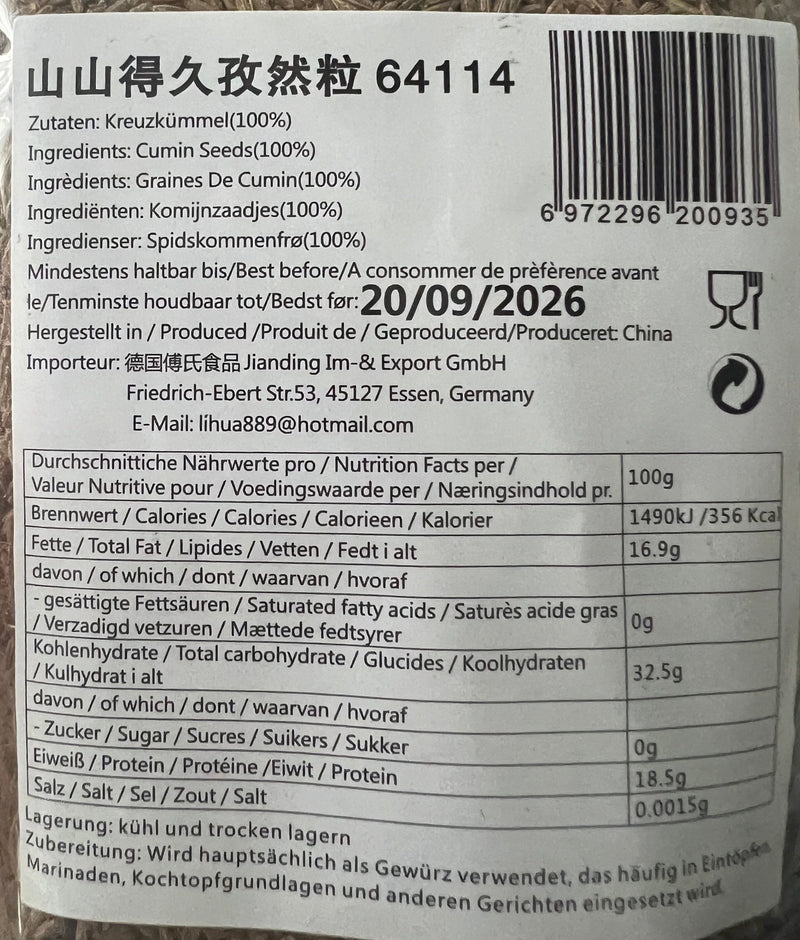 山山得久孜然粒 64114
Zutaten: Kreuzkümmel(100%)
Ingredients: Cumin Seeds(100%)
Ingrèdients: Graines De Cumin(100%)
Ingrediënten: Komijnzaadjes(100%)
Ingredienser: Spidskommenfrø(100%)
6 972296 200935
Mindestens haltbar bis/Best before/A consommer de prèfèrence avant
le/Tenminste houdbaar tot/Bedst før: 20/09/2026
Hergestellt in / Produced /Produit de / Geproduceerd/Produceret: China
Importeur: 德国傅氏食品 Jianding Im-& Export GmbH
Friedrich-Ebert Str.53, 45127 Essen, Germany
E-Mail: líhua889@hotmail.com
Durchschnittiche Nährwerte pro / Nutrition Facts per /
Valeur Nutritive pour / Voedingswaarde per / Næringsindhold pr. 100g
Brennwert / Calories / Calories / Calorieen / Kalorier 1490kJ /356 Kcal
Fette / Total Fat / Lipides / Vetten / Fedt i alt 16.9g
davon / of which / dont / waarvan / hvoraf
- gesättigte Fettsäuren / Saturated fatty acids / Saturès acide gras
/ Verzadigd vetzuren / Mættede fedtsyrer 0g
Kohlenhydrate / Total carbohydrate / Glucides / Koolhydraten
/ Kulhydrat i alt 32.5g
davon / of which / dont / waarvan / hvoraf
- Zucker / Sugar / Sucres / Suikers / Sukker 0g
Eiweiß / Protein / Protéine /Eiwit / Protein 18.5g
Salz / Salt / Sel / Zout / Salt 0.0015g
Lagerung: kühl und trocken lagern
Zubereitung: Wird hauptsächlich als Gewürz verwendet, das häufig in Eintöpfen
Marinaden, Kochtopfgrundlagen und anderen Gerichten eingesetzt wird.